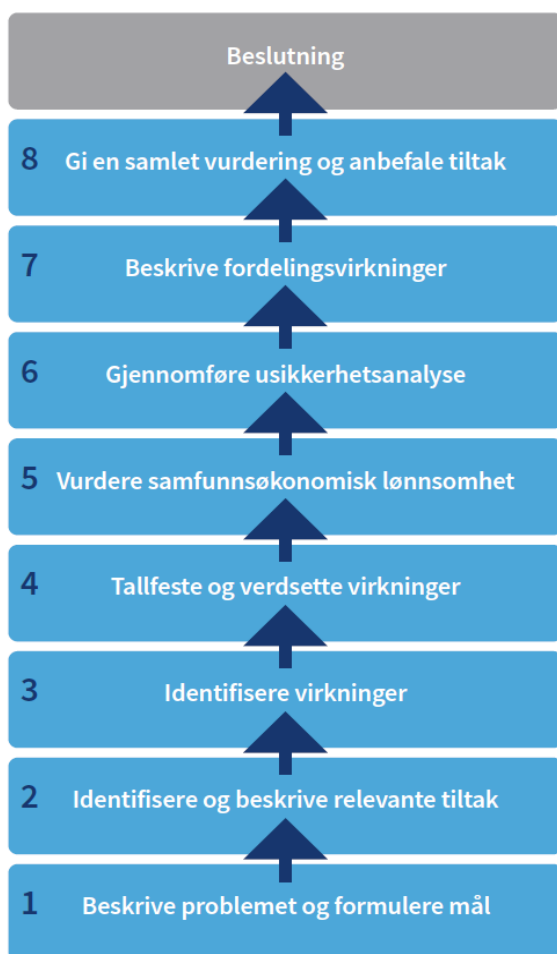 Beslutning
8 Gi en samlet vurdering og anbefale tiltak
7 Beskrive fordelingsvirkninger
6 Gjennomføre usikkerhetsanalyse
5 Vurdere samfunnsøkonomisk lønnsomhet
4 Tallfeste og verdsette virkninger
3 Identifisere virkninger
2 Identifisere og beskrive relevante tiltak
1 Beskrive problemet og formulere mål